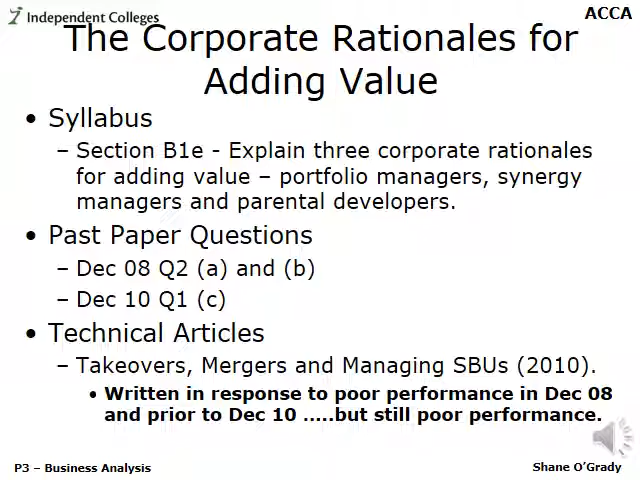 Independent Colleges
ACCA
The Corporate Rationales for
Adding Value
• Syllabus
– Section B1e - Explain three corporate rationales
for adding value – portfolio managers, synergy
managers and parental developers.
• Past Paper Questions
– Dec 08 Q2 (a) and (b)
– Dec 10 Q1 (c)
• Technical Articles
– Takeovers, Mergers and Managing SBUs (2010).
• Written in response to poor performance in Dec 08
and prior to Dec 10 .....but still poor performance.
P3 – Business Analysis
Shane O’Grady